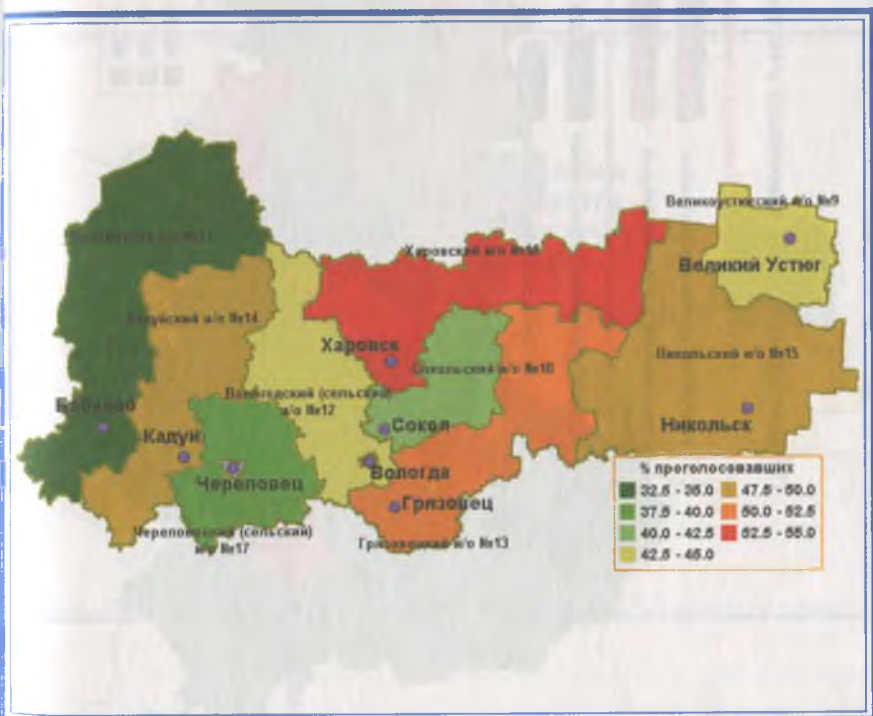 Великоустюгский и/о №9
Великий Устюг
Харовский и/о №16
Кадуйский и/о №14
Харовск
Сокольский и/о №10
Никольский и/о №15
Вологодский (сельский)
и/о №12
Бабаево
Сокол
Никольск
Кадуй
Вологда
Череповец
Грязовец
Череповецкий (сельский)
и/о №17
Грязовецкий и/о №13
% проголосовавших
32.5 - 35.0
37.5 - 40.0
40.0 - 42.5
42.5 - 45.0
47.5 - 50.0
50.0 - 52.5
52.5 - 55.0